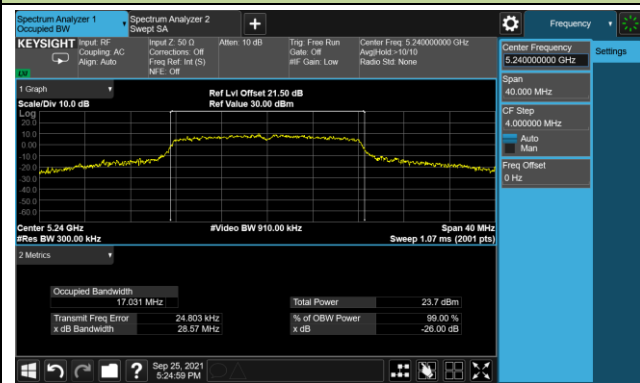 Spectrum Analyzer 1
Occupied BW
Spectrum Analyzer 2
Swept SA
+
Frequency
KEYSIGHT
Input: RF
Coupling: AC
Align: Auto
Input Z: 50 Ω
Corrections: Off
Freq Ref: Int (S)
NFE: Off
Atten: 10 dB
Trig: Free Run
Gate: Off
#IF Gain: Low
Center Freq: 5.240000000 GHz
Avg|Hold:>10/10
Radio Std: None
LW
Center Frequency
5.240000000 GHz
Settings
Span
40.000 MHz
CF Step
4.000000 MHz
Auto
Man
Freq Offset
0 Hz
1 Graph
Scale/Div 10.0 dB
Ref Lvl Offset 21.50 dB
Ref Value 30.00 dBm
Log
20.0
10.0
0.00
-10.0
-20.0
-30.0
-40.0
-50.0
-60.0
Center 5.24 GHz
#Res BW 300.00 kHz
#Video BW 910.00 kHz
Span 40 MHz
Sweep 1.07 ms (2001 pts)
2 Metrics
Occupied Bandwidth
17.031 MHz
Transmit Freq Error 24.803 kHz
x dB Bandwidth 28.57 MHz
Total Power 23.7 dBm
% of OBW Power 99.00 %
x dB -26.00 dB
?
Sep 25, 2021
5:24:59 PM